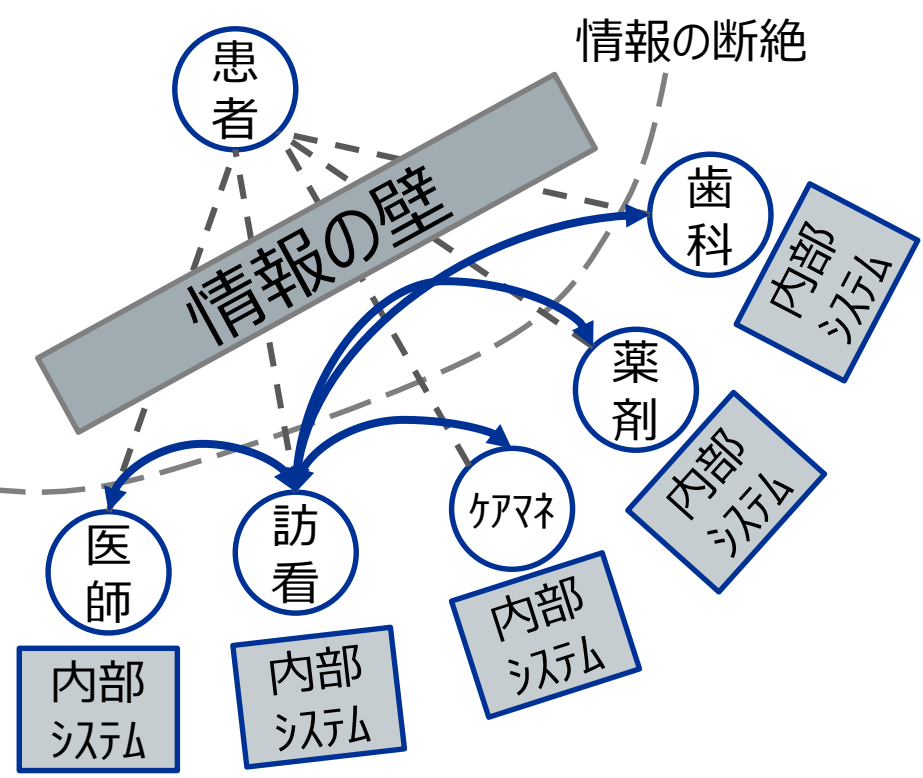 情報の断絶
患者
情報の壁
歯科
内部
システム
薬剤
内部
システム
ケアマネ
内部
システム
訪看
内部
システム
医師
内部
システム